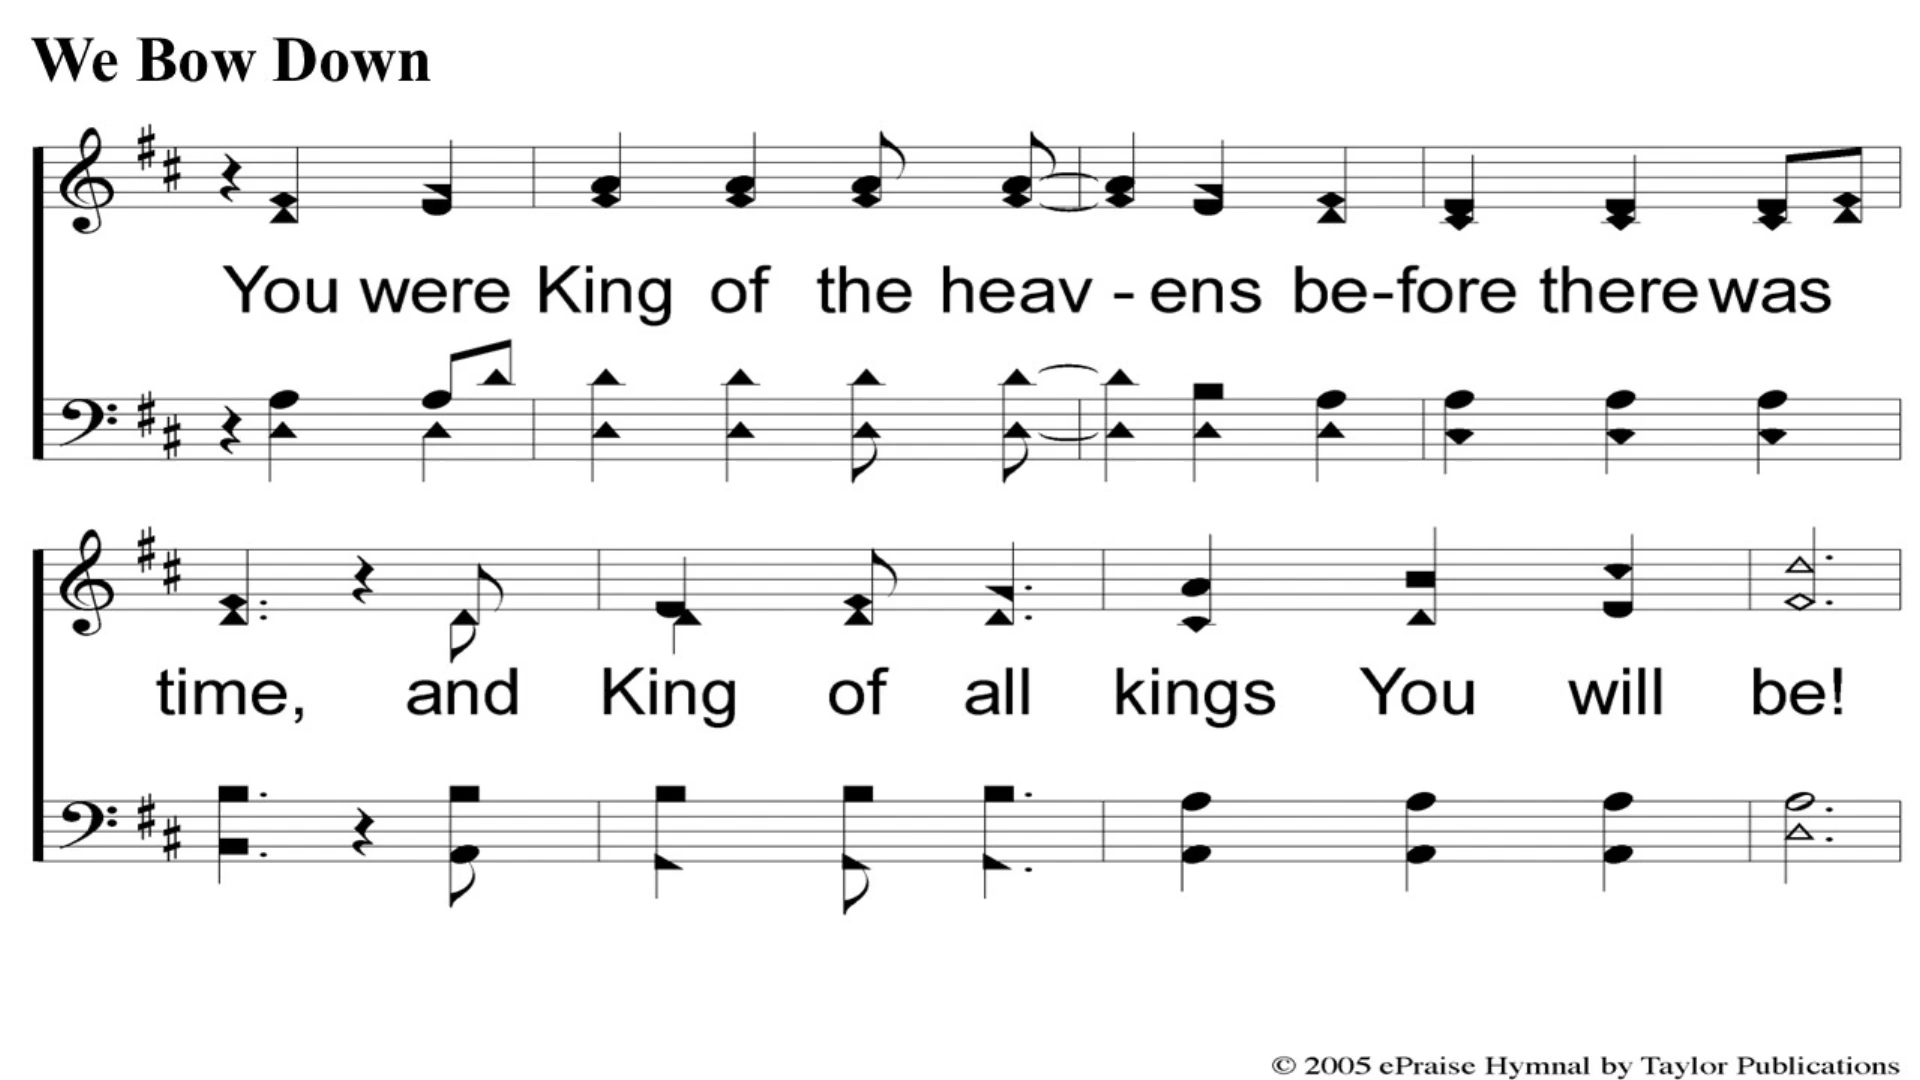 We Bow Down
You were King of the heav - ens be-fore there was
time, and King of all kings You will be!
© 2005 ePraise Hymnal by Taylor Publications